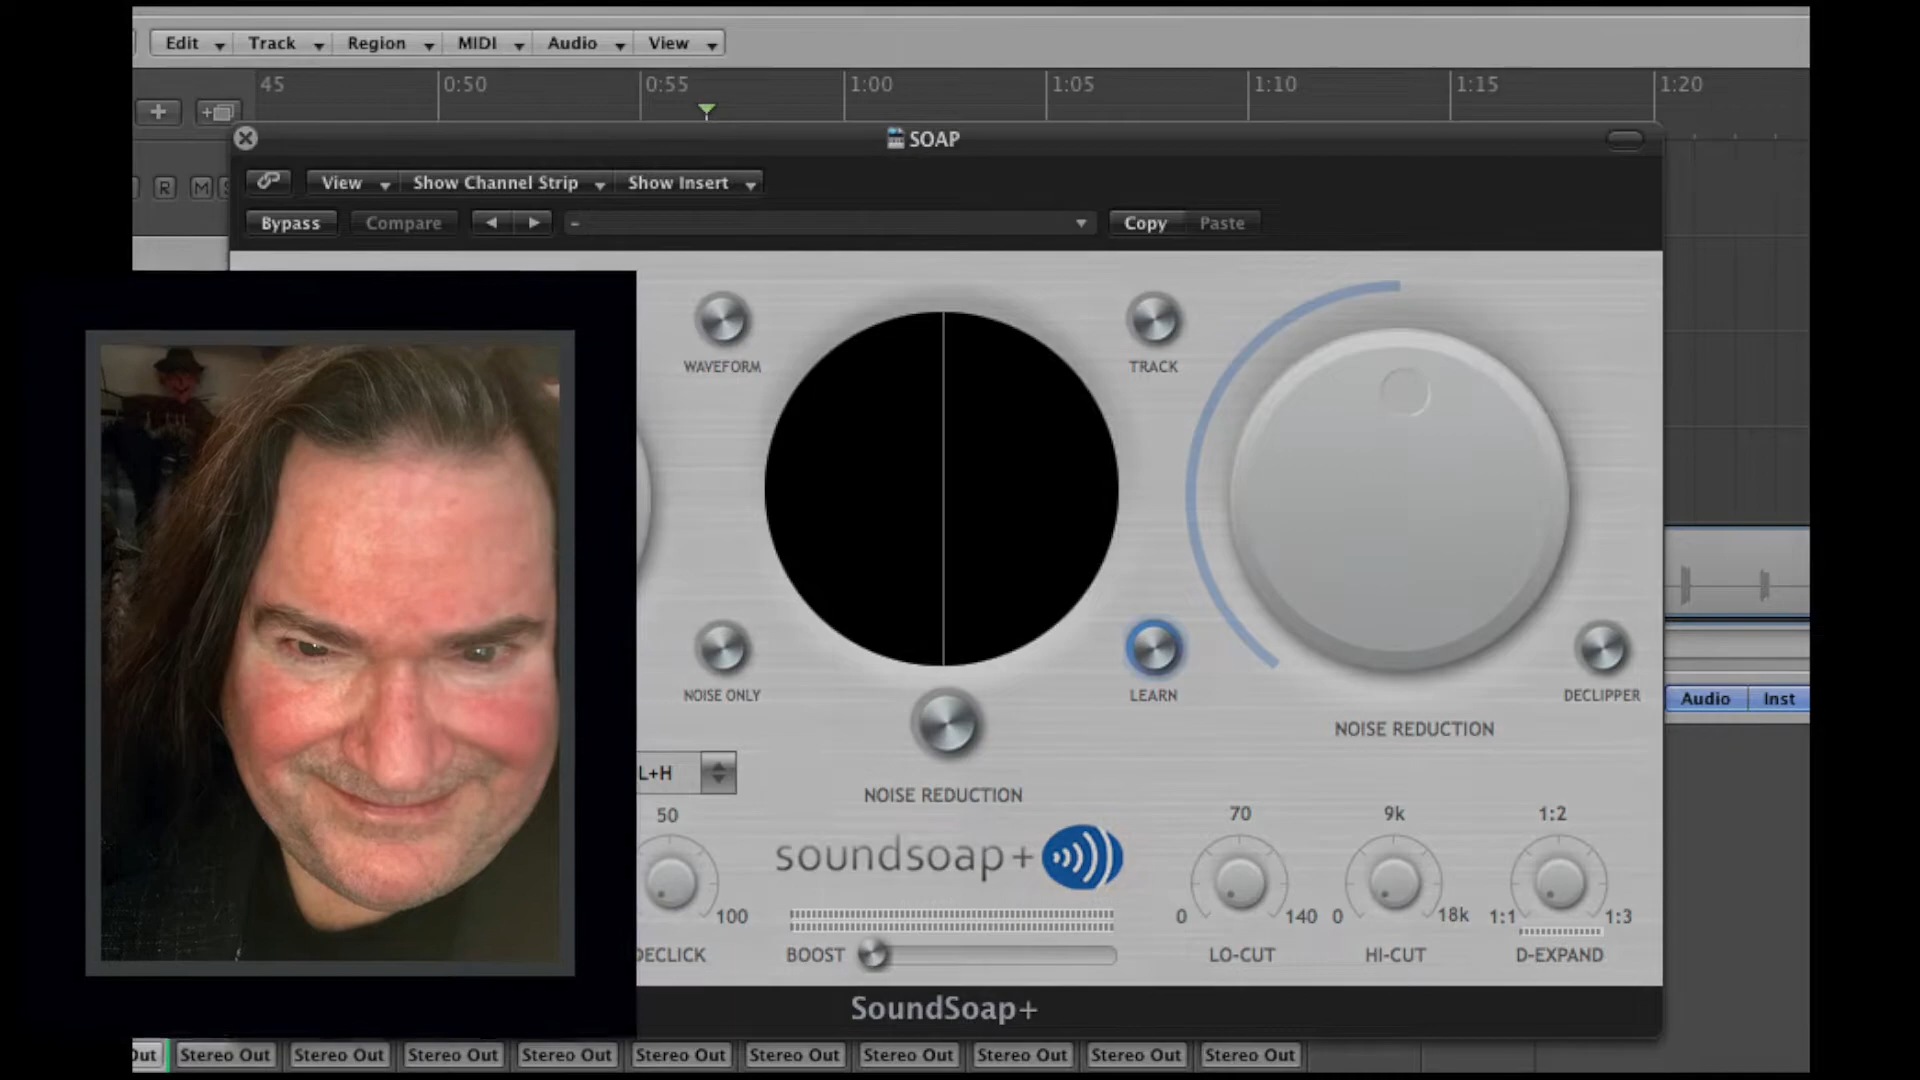 Edit Track Region MIDI Audio View
45 0:50 0:55 1:00 1:05 1:10 1:15 1:20
SOAP
R M S
View Show Channel Strip Show Insert
Bypass Compare - Copy Paste
WAVEFORM TRACK
NOISE ONLY LEARN DECLIPPER
Audio Inst
NOISE REDUCTION
L+H
NOISE REDUCTION
50 70 9k 1:2
soundsoap+
100 0 140 0 18k 1:1 1:3
DECLICK BOOST LO-CUT HI-CUT D-EXPAND
SoundSoap+
Out Stereo Out Stereo Out Stereo Out Stereo Out Stereo Out Stereo Out Stereo Out Stereo Out Stereo Out Stereo Out